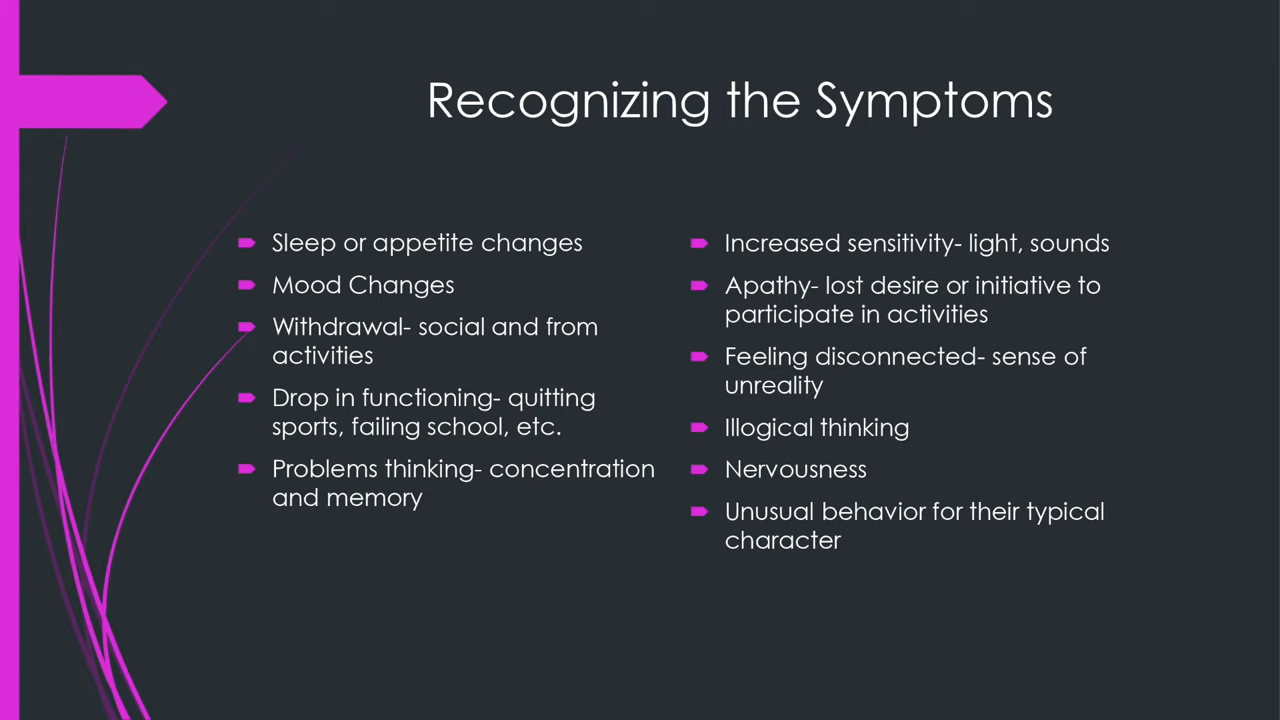 Recognizing the Symptoms
Sleep or appetite changes
Mood Changes
Withdrawal- social and from
activities
Drop in functioning- quitting
sports, failing school, etc.
Problems thinking- concentration
and memory
Increased sensitivity- light, sounds
Apathy- lost desire or initiative to
participate in activities
Feeling disconnected- sense of
unreality
Illogical thinking
Nervousness
Unusual behavior for their typical
character